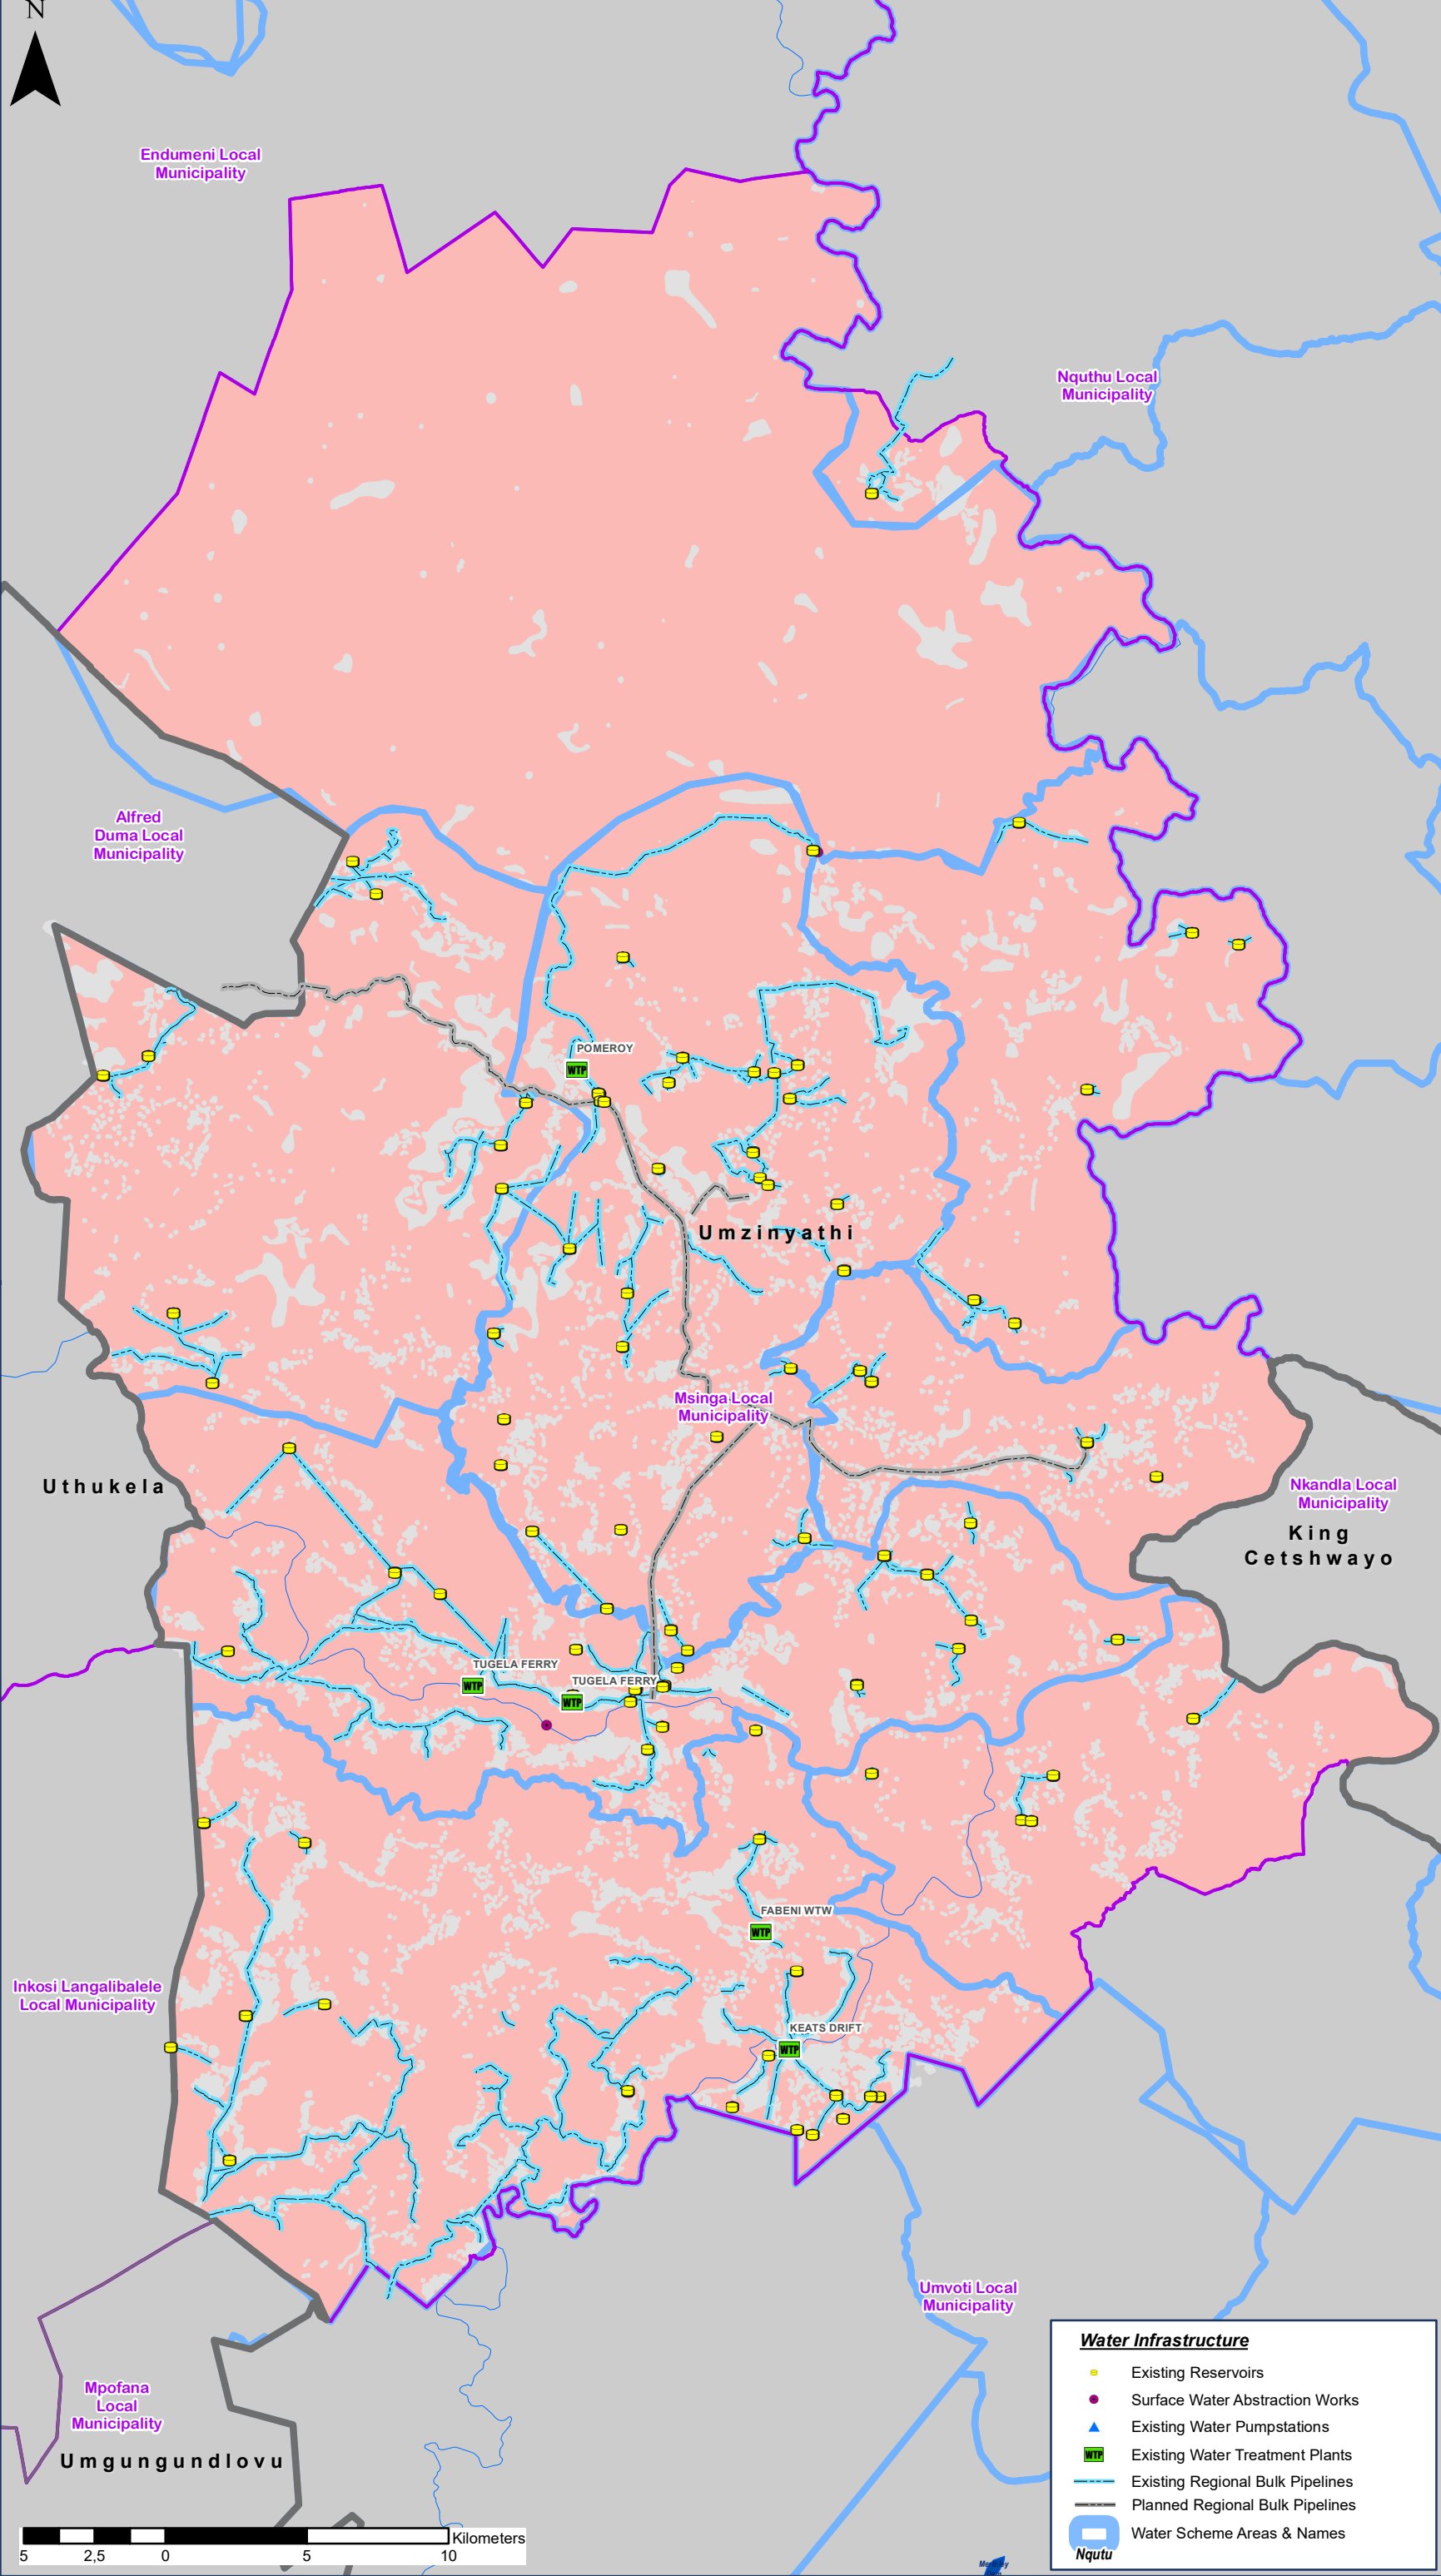 N
Endumeni Local
Municipality
Nquthu Local
Municipality
Alfred
Duma Local
Municipality
POMEROY
WTP
Umzinyathi
Msinga Local
Municipality
Uthukela
Nkandla Local
Municipality
King
Cetshwayo
TUGELA FERRY
WTP
TUGELA FERRY
WTP
FABENI WTW
WTP
Inkosi Langalibalele
Local Municipality
KEATS DRIFT
WTP
Umvoti Local
Municipality
Mpofana
Local
Municipality
Umgungundlovu
Kilometers
5 2,5 0 5 10
Water Infrastructure
Existing Reservoirs
Surface Water Abstraction Works
Existing Water Pumpstations
WTP Existing Water Treatment Plants
Existing Regional Bulk Pipelines
Planned Regional Bulk Pipelines
Water Scheme Areas & Names
Nqutu